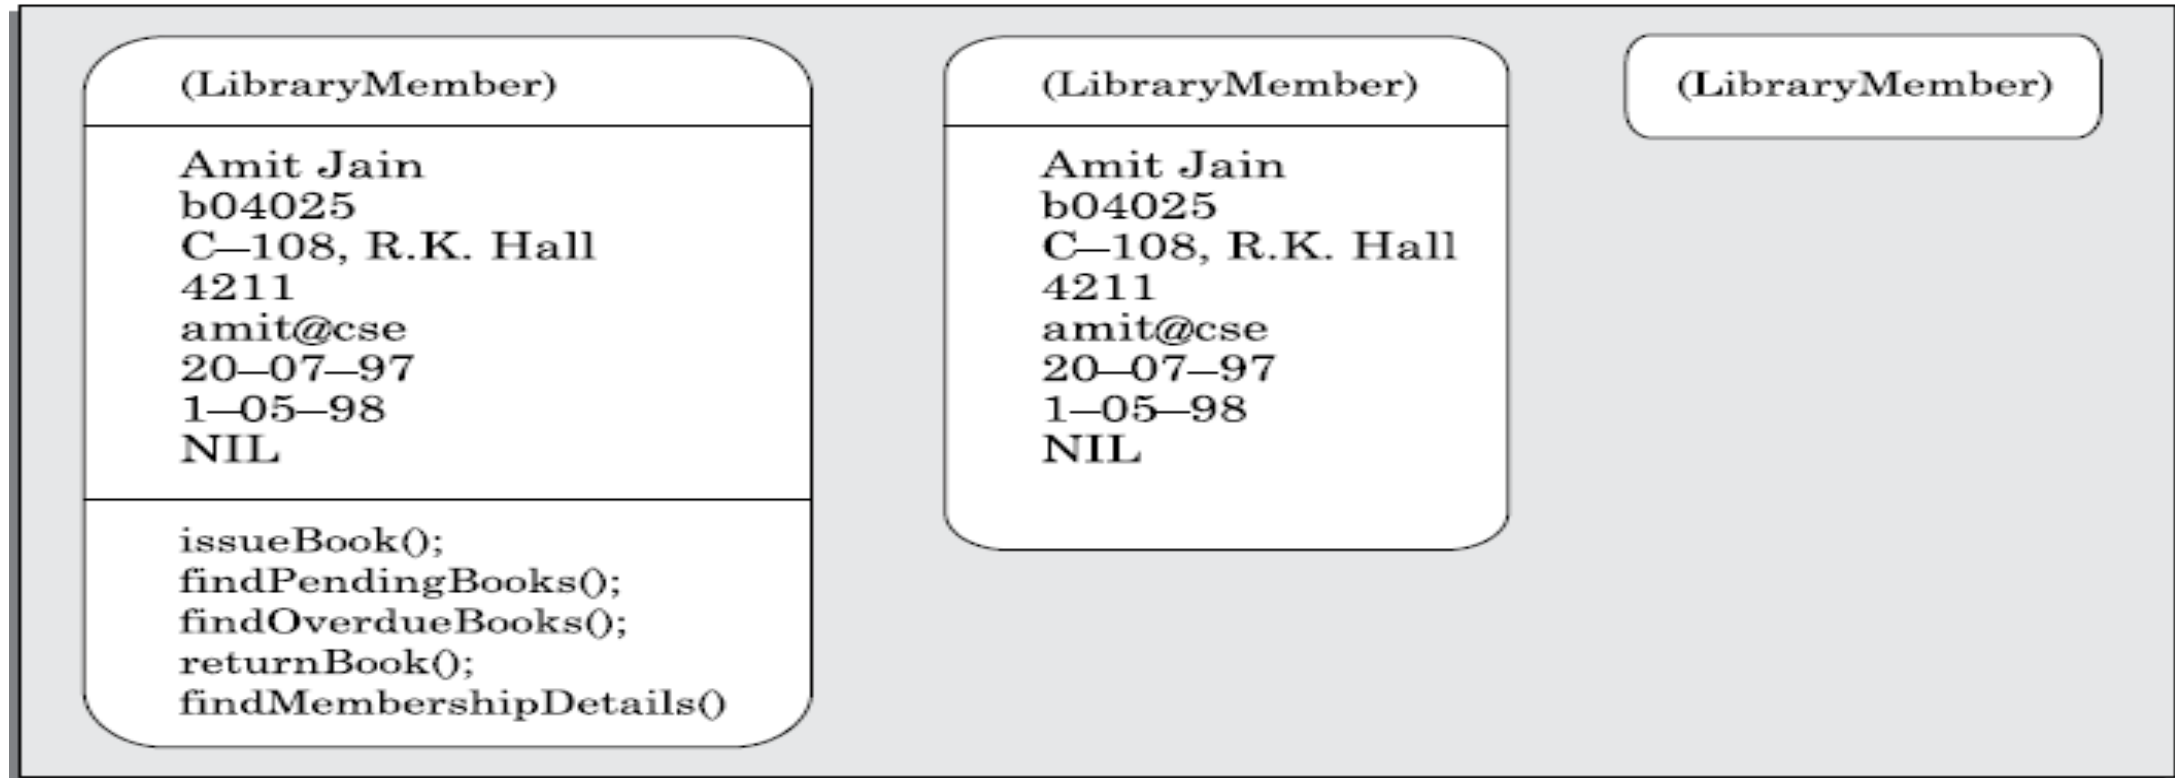 (LibraryMember)
Amit Jain
b04025
C–108, R.K. Hall
4211
amit@cse
20–07–97
1–05–98
NIL
issueBook();
findPendingBooks();
findOverdueBooks();
returnBook();
findMembershipDetails()
(LibraryMember)
Amit Jain
b04025
C–108, R.K. Hall
4211
amit@cse
20–07–97
1–05–98
NIL
(LibraryMember)